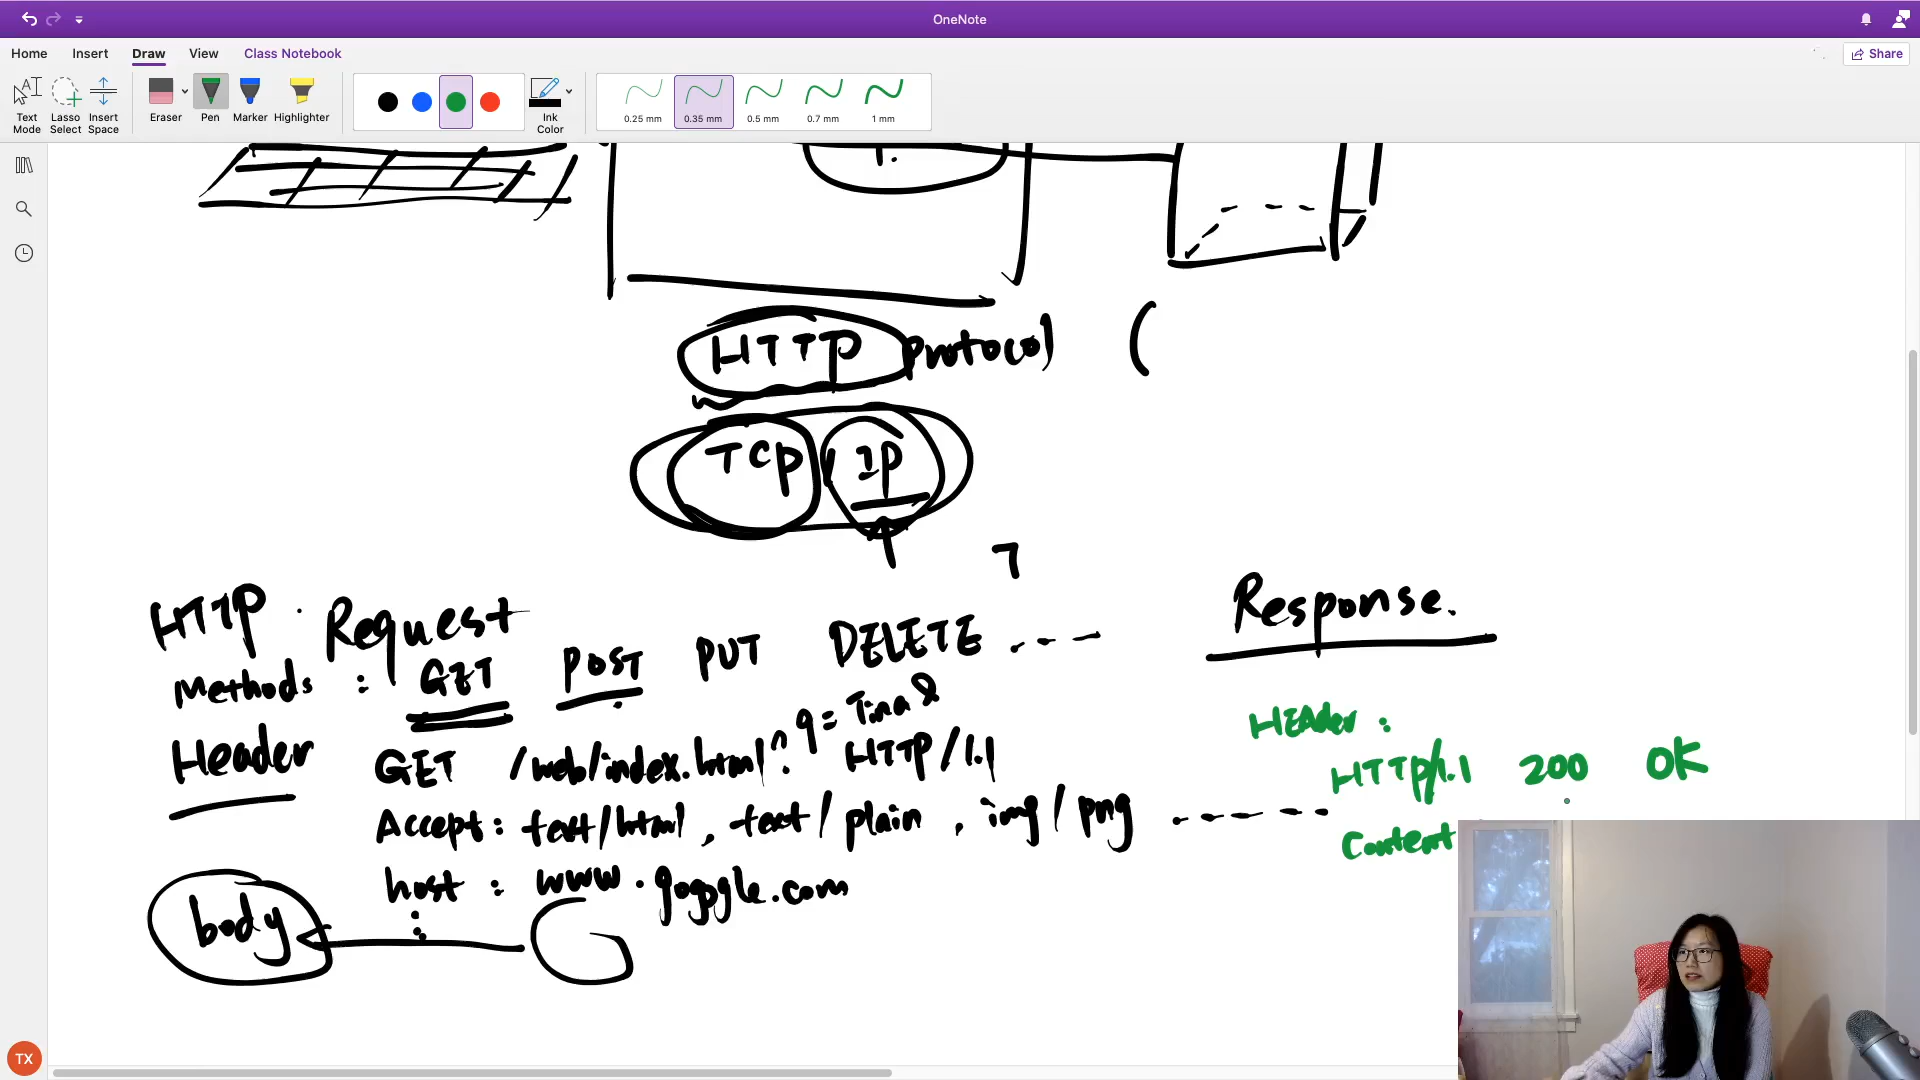 OneNote
Home Insert Draw View Class Notebook
Share
Text Mode
Lasso Select
Insert Space
Eraser
Pen
Marker
Highlighter
Ink Color
0.25 mm
0.35 mm
0.5 mm
0.7 mm
1 mm
P.
HTTP Protocol (
TCP IP
HTTP Request
Response.
Methods : GET POST PUT DELETE ----
Header GET /web/index.html? q=Tina& HTTP/1.1
Accept: text/html, text/plain, img/png ------
host : www.gogogle.com
body
HEAder :
HTTP/1.1 200 OK
Content
TX